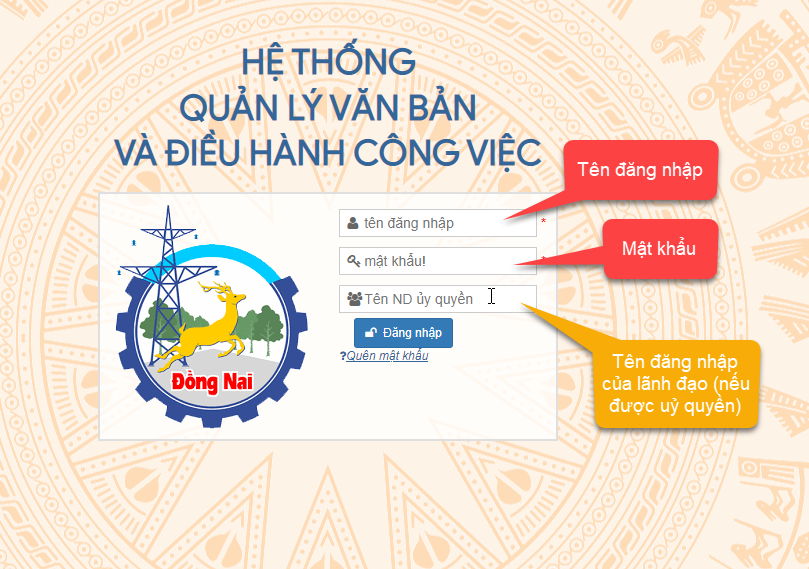 HỆ THỐNG
QUẢN LÝ VĂN BẢN
VÀ ĐIỀU HÀNH CÔNG VIỆC
Tên đăng nhập
tên đăng nhập *
Mật khẩu
mật khẩu!
Tên ND ủy quyền
Đăng nhập
?Quên mật khẩu
Tên đăng nhập
của lãnh đạo (nếu
được uỷ quyền)
Đồng Nai